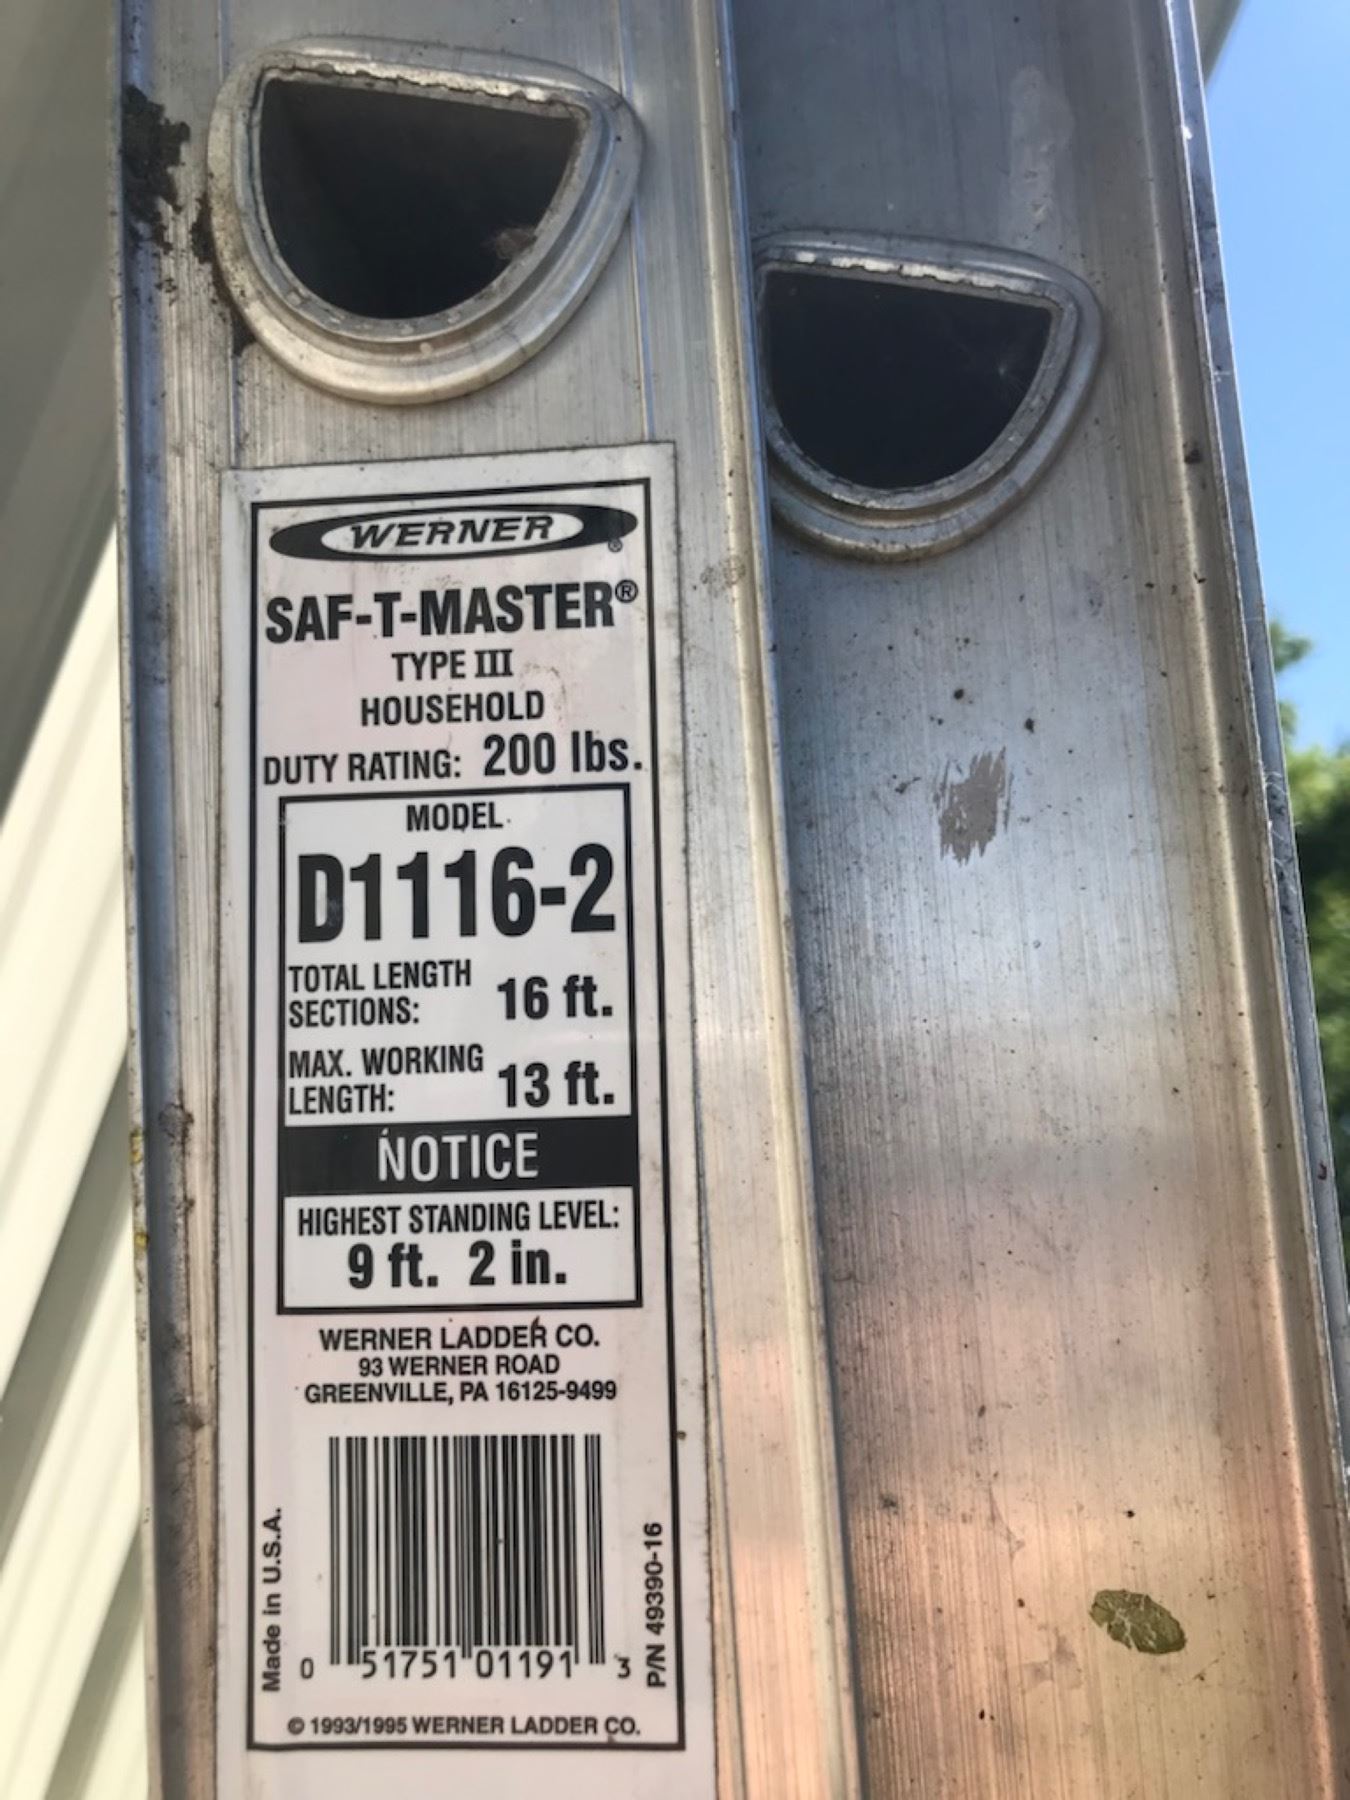 WERNER®
SAF-T-MASTER®
TYPE III
HOUSEHOLD
DUTY RATING: 200 lbs.
MODEL
D1116-2
TOTAL LENGTH
SECTIONS: 16 ft.
MAX. WORKING
LENGTH: 13 ft.
NOTICE
HIGHEST STANDING LEVEL:
9 ft. 2 in.
WERNER LADDER CO.
93 WERNER ROAD
GREENVILLE, PA 16125-9499
Made in U.S.A.
0 51751 01191 3
P/N 49390-16
© 1993/1995 WERNER LADDER CO.